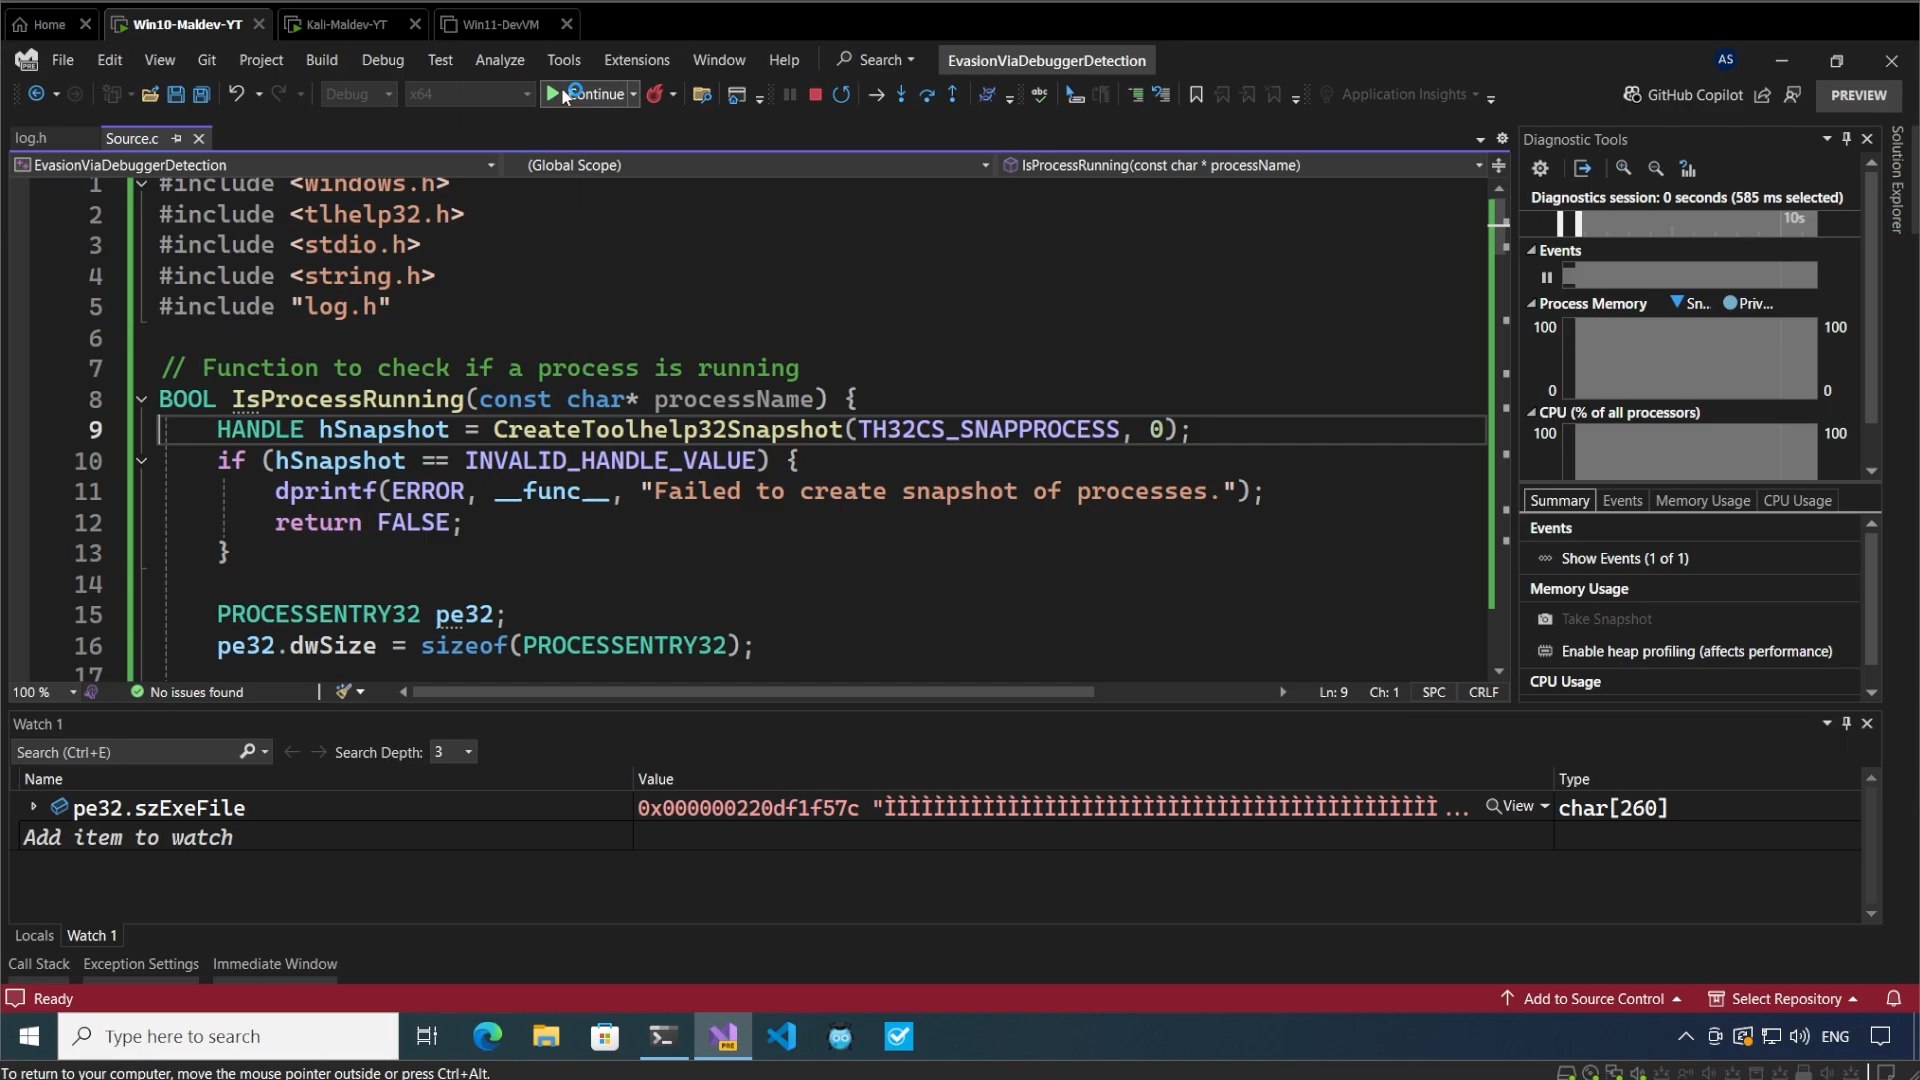 Home
Win10-Maldev-YT
Kali-Maldev-YT
Win11-DevVM
File Edit View Git Project Build Debug Test Analyze Tools Extensions Window Help Search EvasionViaDebuggerDetection AS
Debug x64 Continue Application Insights GitHub Copilot PREVIEW
log.h Source.c
EvasionViaDebuggerDetection (Global Scope) IsProcessRunning(const char * processName)
1 #include <windows.h>
2 #include <tlhelp32.h>
3 #include <stdio.h>
4 #include <string.h>
5 #include "log.h"
6
7 // Function to check if a process is running
8 BOOL IsProcessRunning(const char* processName) {
9 HANDLE hSnapshot = CreateToolhelp32Snapshot(TH32CS_SNAPPROCESS, 0);
10 if (hSnapshot == INVALID_HANDLE_VALUE) {
11 dprintf(ERROR, __func__, "Failed to create snapshot of processes.");
12 return FALSE;
13 }
14
15 PROCESSENTRY32 pe32;
16 pe32.dwSize = sizeof(PROCESSENTRY32);
17
100 % No issues found Ln: 9 Ch: 1 SPC CRLF
Diagnostic Tools
Diagnostics session: 0 seconds (585 ms selected)
10s
Events
Process Memory Sn... Priv...
100 100
0 0
CPU (% of all processors)
100 100
Summary Events Memory Usage CPU Usage
Events
Show Events (1 of 1)
Memory Usage
Take Snapshot
Enable heap profiling (affects performance)
CPU Usage
Solution Explorer
Watch 1
Search (Ctrl+E) Search Depth: 3
Name Value Type
pe32.szExeFile 0x000000220df1f57c ... View char[260]
Add item to watch
Locals Watch 1
Call Stack Exception Settings Immediate Window
Ready Add to Source Control Select Repository
Type here to search ENG
To return to your computer, move the mouse pointer outside or press Ctrl+Alt.